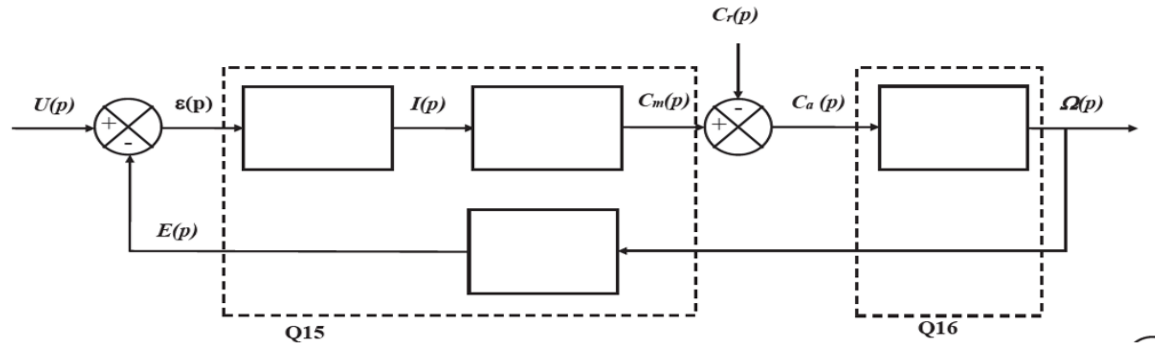 Cr(p)
U(p)
ε(p)
I(p)
Cm(p)
Ca (p)
Ω(p)
+
-
+
-
E(p)
Q15
Q16